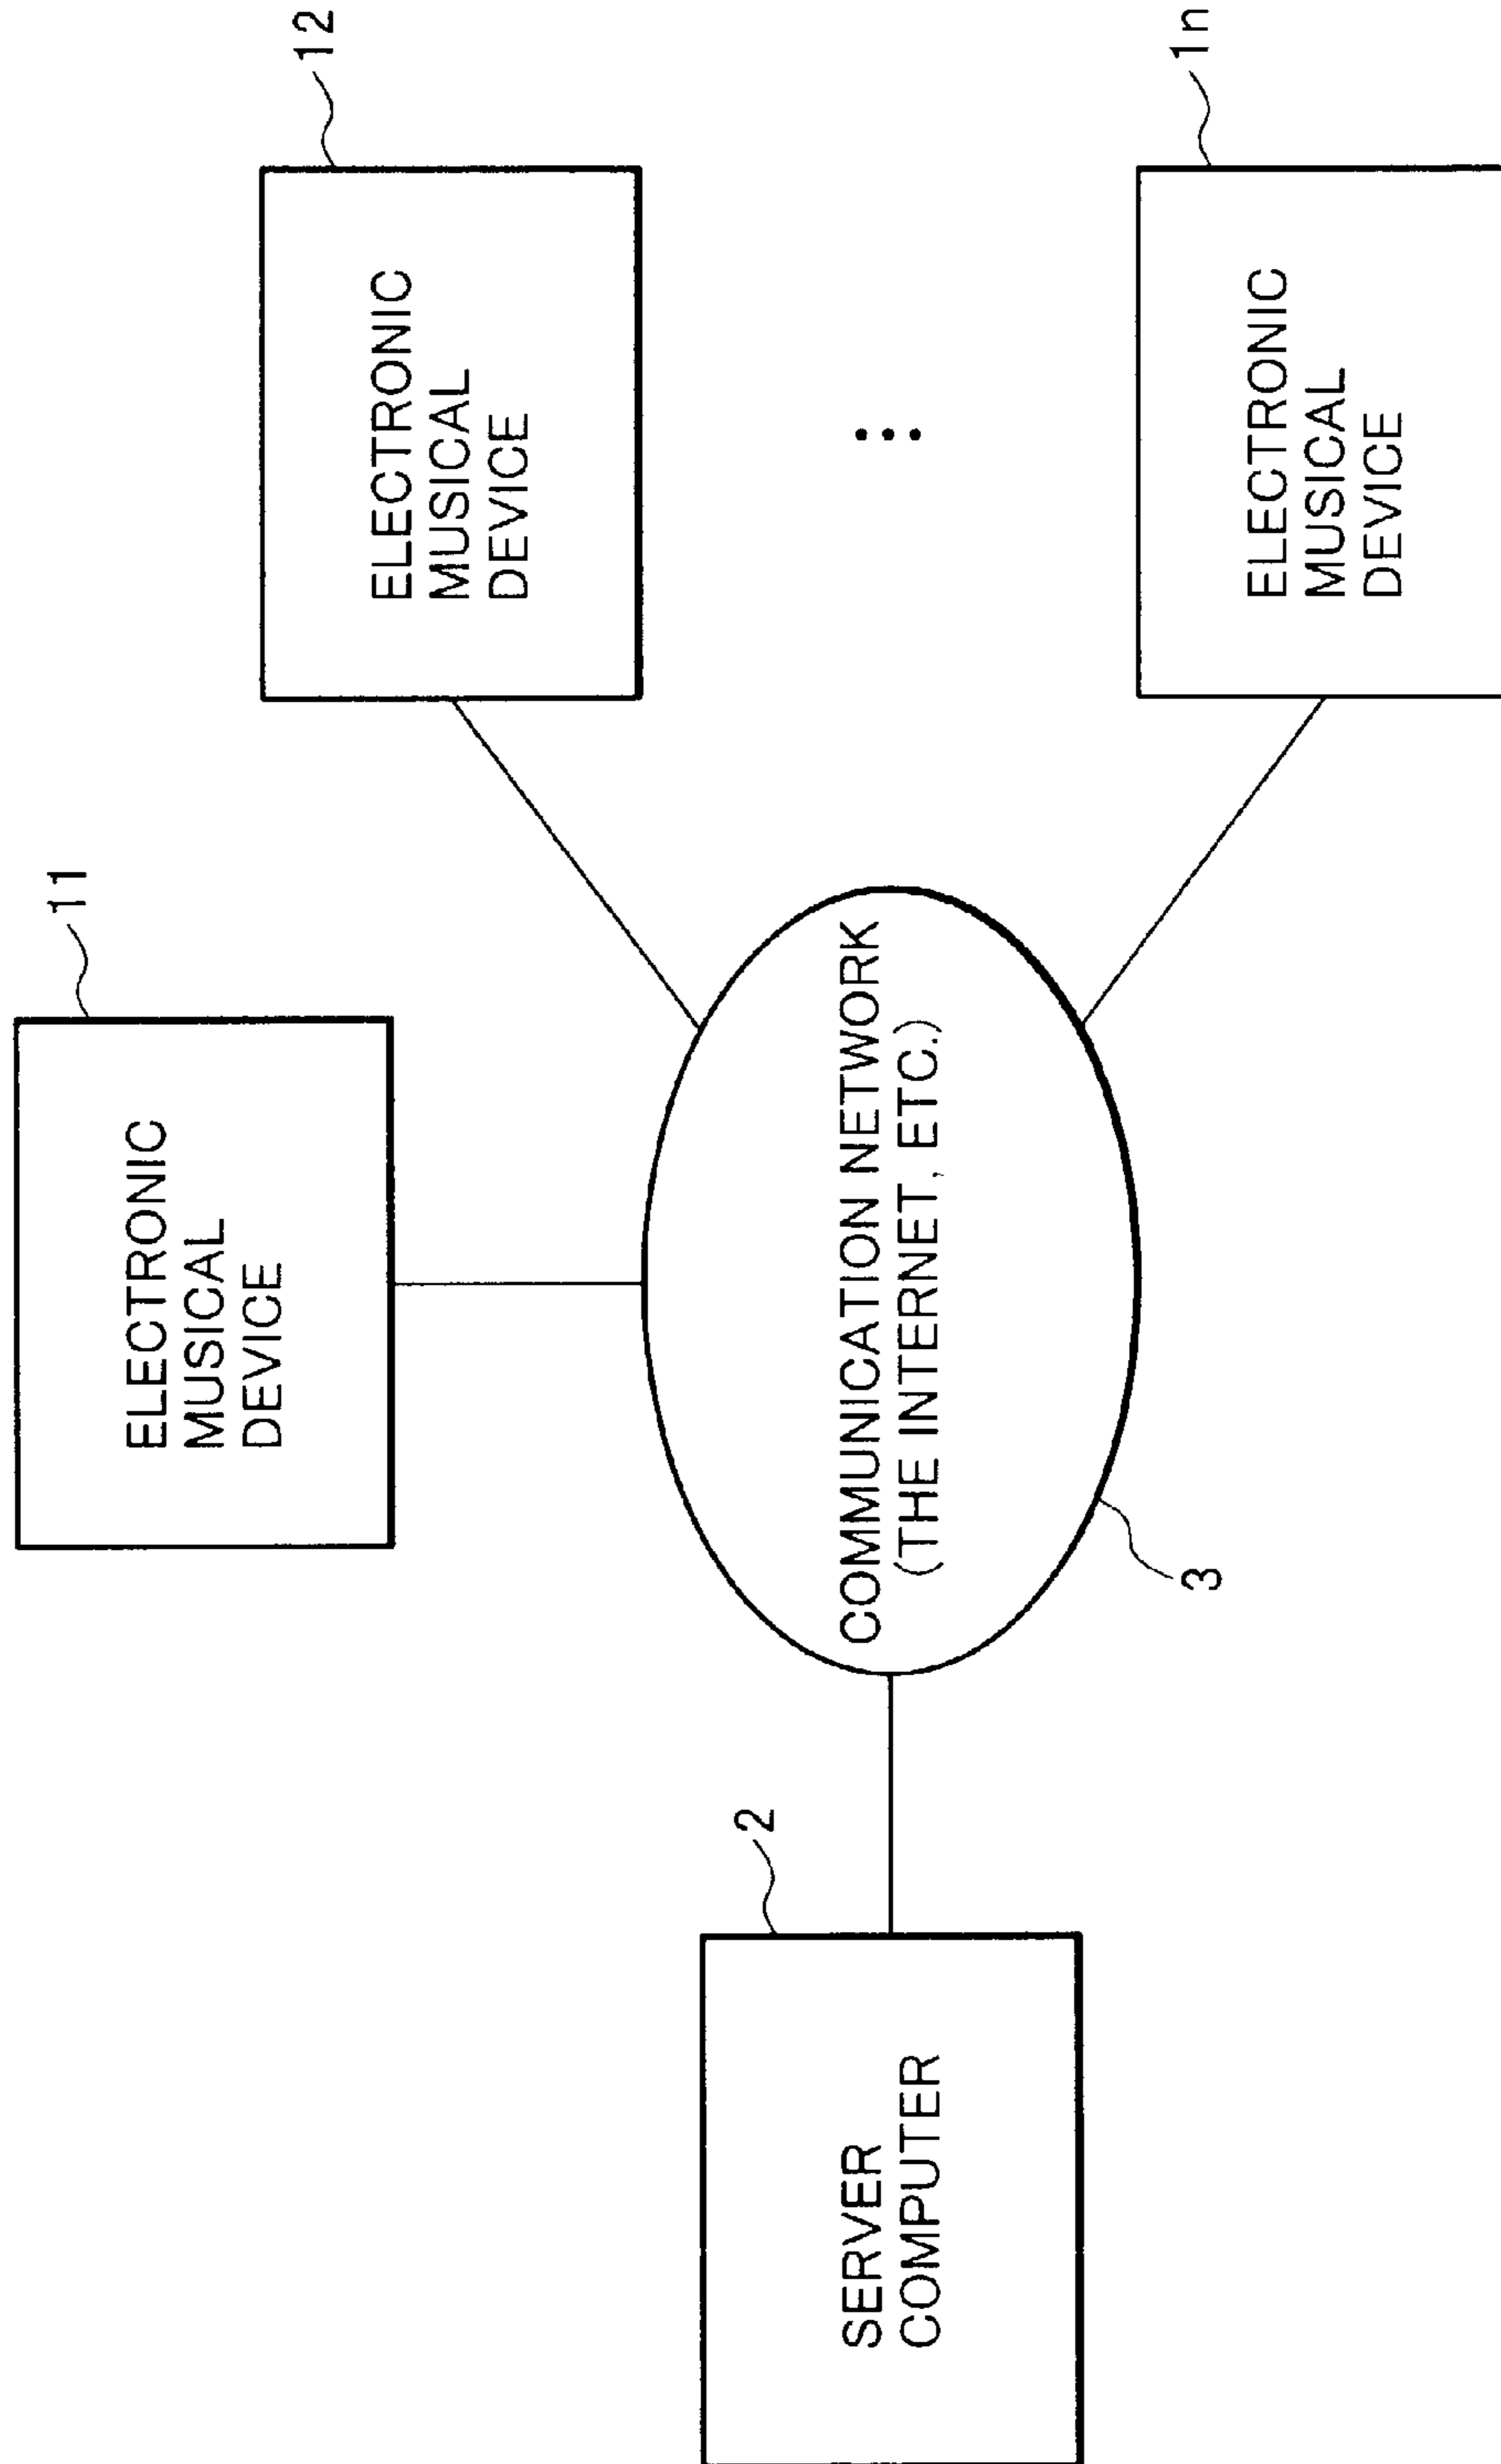 11
ELECTRONIC
MUSICAL
DEVICE
12
ELECTRONIC
MUSICAL
DEVICE
2
SERVER
COMPUTER
COMMUNICATION NETWORK
(THE INTERNET, ETC.)
3
1n
ELECTRONIC
MUSICAL
DEVICE